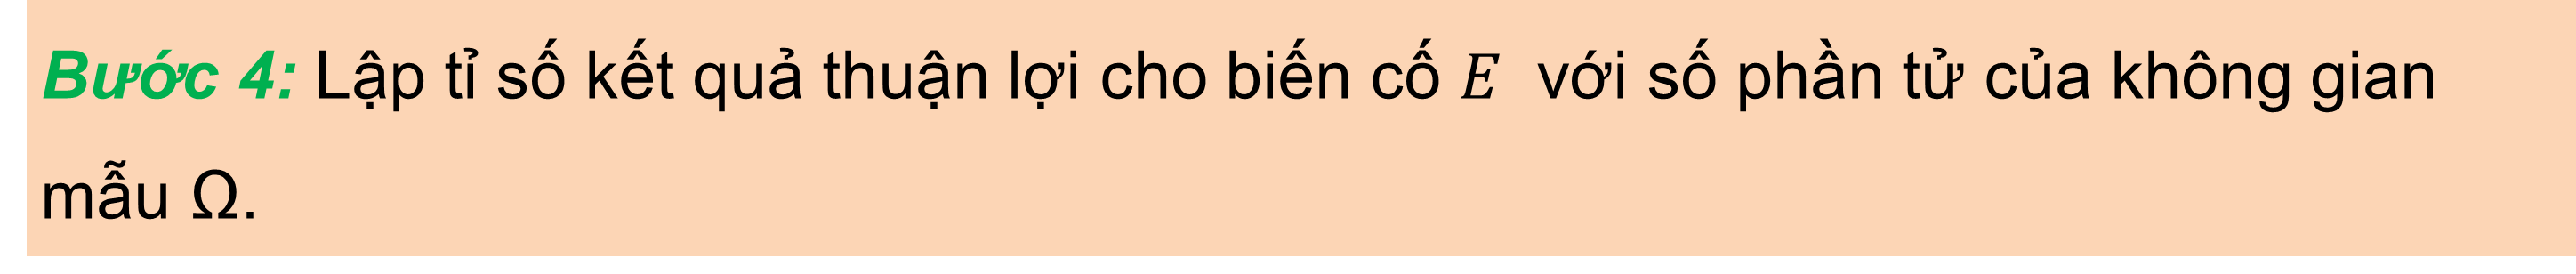 Bước 4: Lập tỉ số kết quả thuận lợi cho biến cố E với số phần tử của không gian
mẫu Ω.